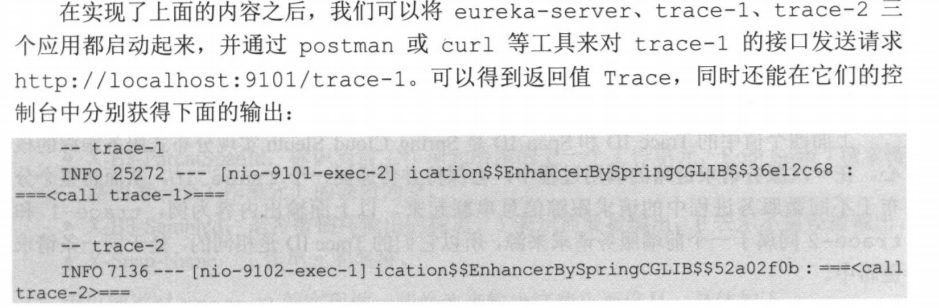 在实现了上面的内容之后，我们可以将 eureka-server、trace-1、trace-2 三
个应用都启动起来，并通过 postman 或 curl 等工具来对 trace-1 的接口发送请求
http://localhost:9101/trace-1。可以得到返回值 Trace，同时还能在它们的控
制台中分别获得下面的输出：
-- trace-1
INFO 25272 --- [nio-9101-exec-2] ication$$EnhancerBySpringCGLIB$$36e12c68 :
===<call trace-1>===
-- trace-2
INFO 7136 --- [nio-9102-exec-1] ication$$EnhancerBySpringCGLIB$$52a02f0b : ===<call
trace-2>===